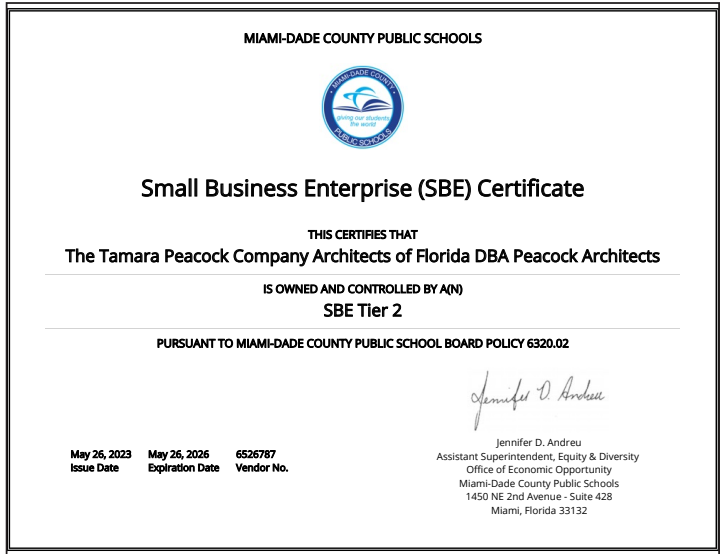 MIAMI-DADE COUNTY PUBLIC SCHOOLS
MIAMI-DADE COUNTY
giving our students
the world
PUBLIC SCHOOLS
Small Business Enterprise (SBE) Certificate
THIS CERTIFIES THAT
The Tamara Peacock Company Architects of Florida DBA Peacock Architects
IS OWNED AND CONTROLLED BY A(N)
SBE Tier 2
PURSUANT TO MIAMI-DADE COUNTY PUBLIC SCHOOL BOARD POLICY 6320.02
Jennifer D. Andreu
Jennifer D. Andreu
Assistant Superintendent, Equity & Diversity
Office of Economic Opportunity
Miami-Dade County Public Schools
1450 NE 2nd Avenue - Suite 428
Miami, Florida 33132
May 26, 2023 May 26, 2026 6526787
Issue Date Expiration Date Vendor No.